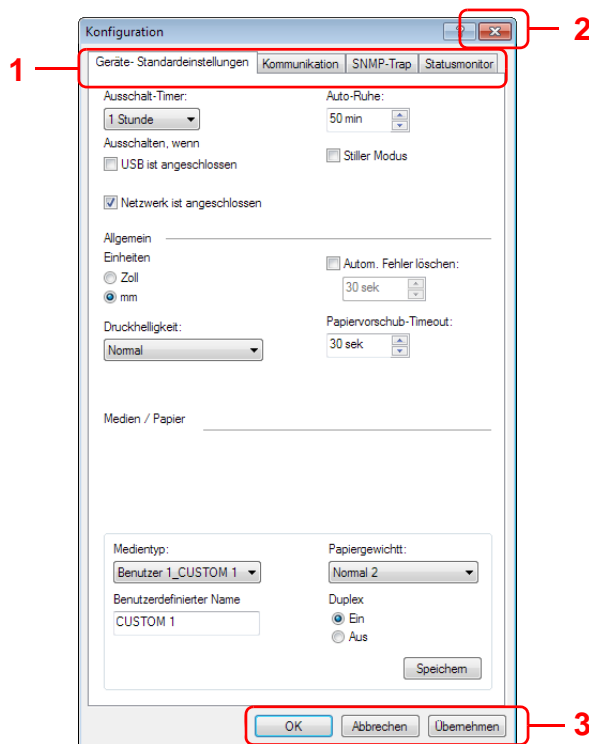 Konfiguration
?
2
1
Geräte- Standardeinstellungen Kommunikation SNMP-Trap Statusmonitor
Ausschalt-Timer: Auto-Ruhe:
1 Stunde 50 min
Ausschalten, wenn
USB ist angeschlossen Stiller Modus
Netzwerk ist angeschlossen
Allgemein
Einheiten
Autom. Fehler löschen:
Zoll
30 sek
mm
Druckhelligkeit: Papiervorschub-Timeout:
Normal 30 sek
Medien / Papier
Medientyp: Papiergewichtt:
Benutzer 1_CUSTOM 1 Normal 2
Benutzerdefinierter Name Duplex
CUSTOM 1 Ein
Aus
Speichern
OK Abbrechen Übernehmen
3